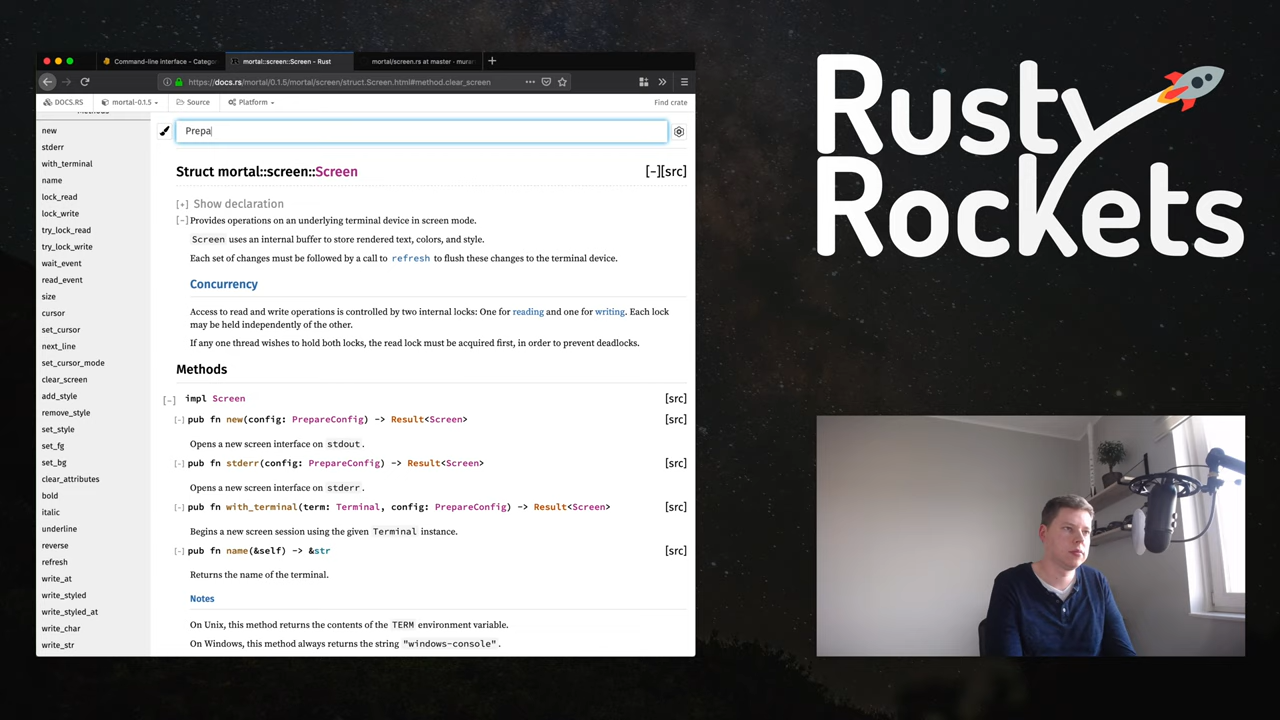 Command-line interface - Categor
mortal::screen::Screen - Rust
mortal/screen.rs at master · murar
https://docs.rs/mortal/0.1.5/mortal/screen/struct.Screen.html#method.clear_screen
DOCS.RS
mortal-0.1.5
Source
Platform
Find crate
Methods
new
stderr
with_terminal
name
lock_read
lock_write
try_lock_read
try_lock_write
wait_event
read_event
size
cursor
set_cursor
next_line
set_cursor_mode
clear_screen
add_style
remove_style
set_style
set_fg
set_bg
clear_attributes
bold
italic
underline
reverse
refresh
write_at
write_styled
write_styled_at
write_char
write_str
Prepa
Struct mortal::screen::Screen [−][src]
[+] Show declaration
[−] Provides operations on an underlying terminal device in screen mode.
Screen uses an internal buffer to store rendered text, colors, and style.
Each set of changes must be followed by a call to refresh to flush these changes to the terminal device.
Concurrency
Access to read and write operations is controlled by two internal locks: One for reading and one for writing. Each lock
may be held independently of the other.
If any one thread wishes to hold both locks, the read lock must be acquired first, in order to prevent deadlocks.
Methods
[−] impl Screen [src]
[−] pub fn new(config: PrepareConfig) -> Result<Screen> [src]
Opens a new screen interface on stdout.
[−] pub fn stderr(config: PrepareConfig) -> Result<Screen> [src]
Opens a new screen interface on stderr.
[−] pub fn with_terminal(term: Terminal, config: PrepareConfig) -> Result<Screen> [src]
Begins a new screen session using the given Terminal instance.
[−] pub fn name(&self) -> &str [src]
Returns the name of the terminal.
Notes
On Unix, this method returns the contents of the TERM environment variable.
On Windows, this method always returns the string "windows-console".
Rusty
Rockets